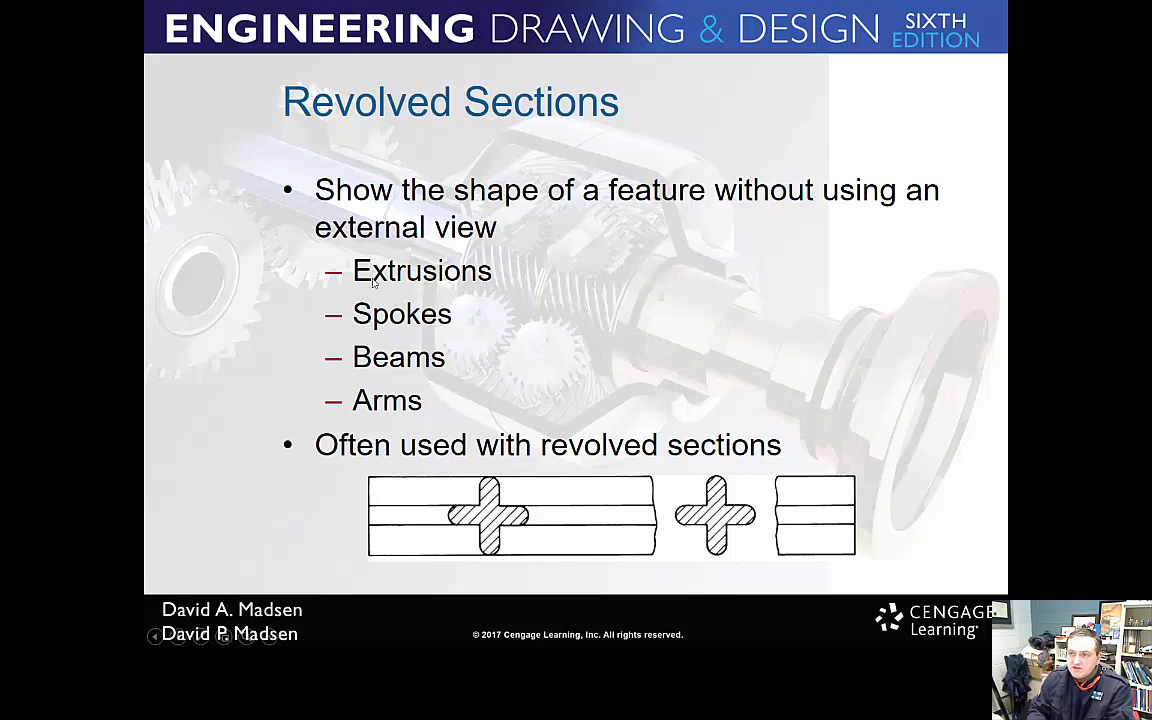 ENGINEERING DRAWING & DESIGN SIXTH EDITION
Revolved Sections
• Show the shape of a feature without using an
external view
– Extrusions
– Spokes
– Beams
– Arms
• Often used with revolved sections
David A. Madsen
David P. Madsen
© 2017 Cengage Learning, Inc. All rights reserved.
CENGAGE
Learning